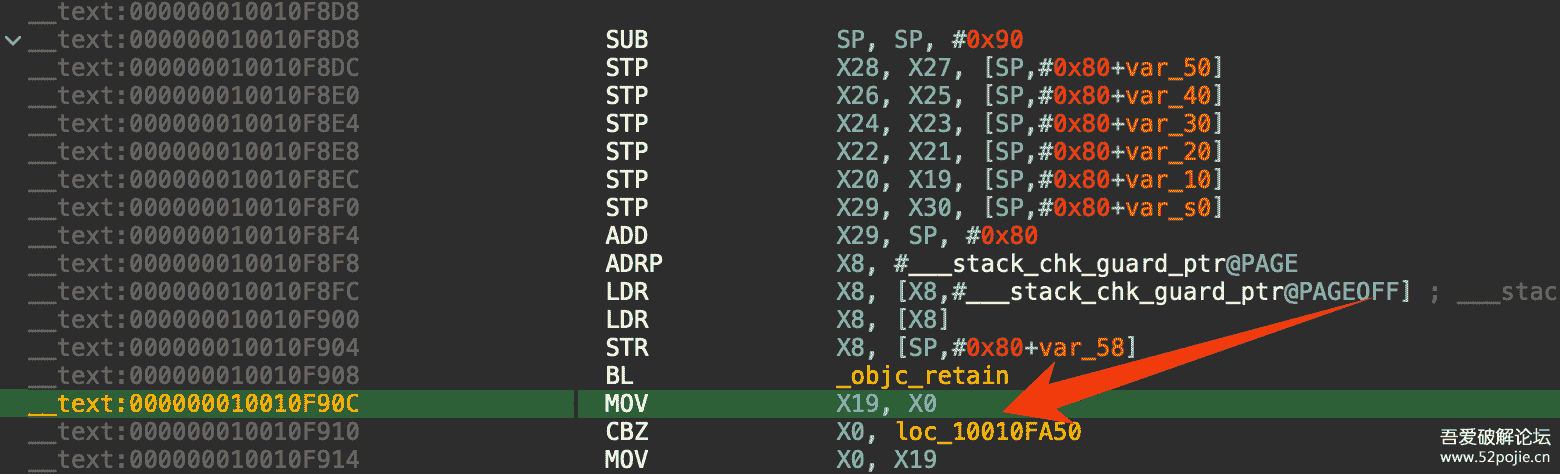 __text:000000010010F8D8
__text:000000010010F8D8 SUB SP, SP, #0x90
__text:000000010010F8DC STP X28, X27, [SP,#0x80+var_50]
__text:000000010010F8E0 STP X26, X25, [SP,#0x80+var_40]
__text:000000010010F8E4 STP X24, X23, [SP,#0x80+var_30]
__text:000000010010F8E8 STP X22, X21, [SP,#0x80+var_20]
__text:000000010010F8EC STP X20, X19, [SP,#0x80+var_10]
__text:000000010010F8F0 STP X29, X30, [SP,#0x80+var_s0]
__text:000000010010F8F4 ADD X29, SP, #0x80
__text:000000010010F8F8 ADRP X8, #___stack_chk_guard_ptr@PAGE
__text:000000010010F8FC LDR X8, [X8,#___stack_chk_guard_ptr@PAGEOFF] ; ___stac
__text:000000010010F900 LDR X8, [X8]
__text:000000010010F904 STR X8, [SP,#0x80+var_58]
__text:000000010010F908 BL _objc_retain
__text:000000010010F90C MOV X19, X0
__text:000000010010F910 CBZ X0, loc_10010FA50
__text:000000010010F914 MOV X0, X19
吾爱破解论坛
www.52pojie.cn